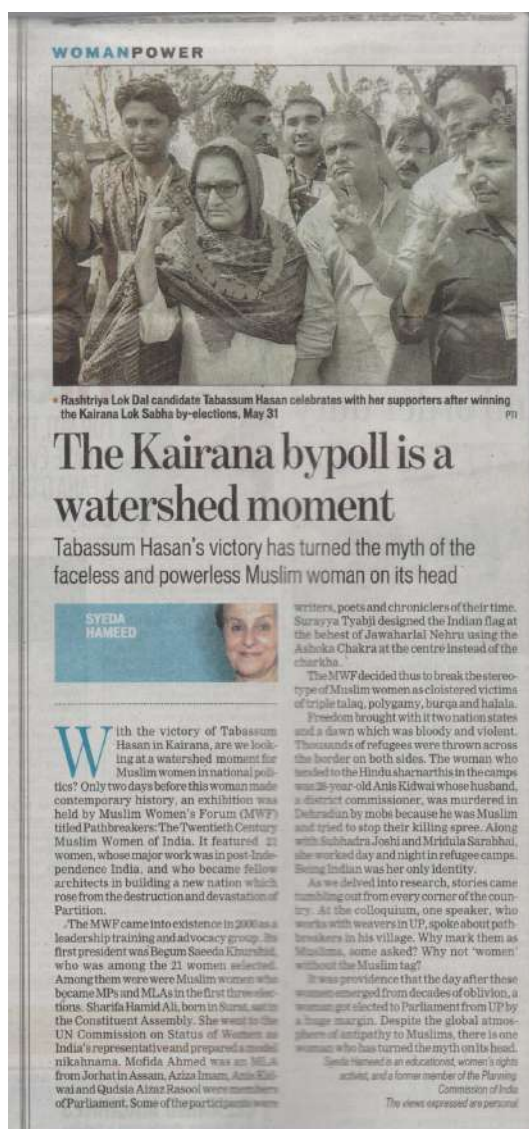 WOMANPOWER
• Rashtriya Lok Dal candidate Tabassum Hasan celebrates with her supporters after winning
the Kairana Lok Sabha by-elections, May 31
PTI
The Kairana bypoll is a
watershed moment
Tabassum Hasan's victory has turned the myth of the
faceless and powerless Muslim woman on its head
SYEDA
HAMEED
With the victory of Tabassum
Hasan in Kairana, are we look-
ing at a watershed moment for
Muslim women in national poli-
tics? Only two days before this woman made
contemporary history, an exhibition was
held by Muslim Women's Forum (MWF)
titled Pathbreakers: The Twentieth Century
Muslim Women of India. It featured 21
women, whose major work was in post-Inde-
pendence India, and who became fellow
architects in building a new nation which
rose from the destruction and devastation of
Partition.
The MWF came into existence in 2000 as a
leadership training and advocacy group. Its
first president was Begum Saeeda Khurshid,
who was among the 21 women selected.
Among them were Muslim women who
became MPs and MLAs in the first three elec-
tions. Sharifa Hamid Ali, born in Surat, sat in
the Constituent Assembly. She went to the
UN Commission on Status of Women as
India's representative and prepared a model
nikahnama. Mofida Ahmed was an MLA
from Jorhat in Assam, Aziza Imam, Anis Kid-
wai and Qudsia Aizaz Rasool were members
of Parliament. Some of the participants were
writers, poets and chroniclers of their time.
Surayya Tyabji designed the Indian flag at
the behest of Jawaharlal Nehru using the
Ashoka Chakra at the centre instead of the
charkha.
The MWF decided thus to break the stereo-
type of Muslim women as cloistered victims
of triple talaq, polygamy, burqa and halala.
Freedom brought with it two nation states
and a dawn which was bloody and violent.
Thousands of refugees were thrown across
the border on both sides. The woman who
tended to the Hindu sharnarthis in the camps
was 28-year-old Anis Kidwai whose husband,
a district commissioner, was murdered in
Dehradun by mobs because he was Muslim
and tried to stop their killing spree. Along
with Subhadra Joshi and Mridula Sarabhai,
she worked day and night in refugee camps.
Being Indian was her only identity.
As we delved into research, stories came
tumbling out from every corner of the coun-
try. At the colloquium, one speaker, who
works with weavers in UP, spoke about path-
breakers in his village. Why mark them as
Muslims, some asked? Why not 'women'
without the Muslim tag?
It was providence that the day after these
women emerged from decades of oblivion, a
woman got elected to Parliament from UP by
a huge margin. Despite the global atmos-
phere of antipathy to Muslims, there is one
woman who has turned the myth on its head.
Syeda Hameed is an educationist, women's rights
activist, and a former member of the Planning
Commission of India
The views expressed are personal